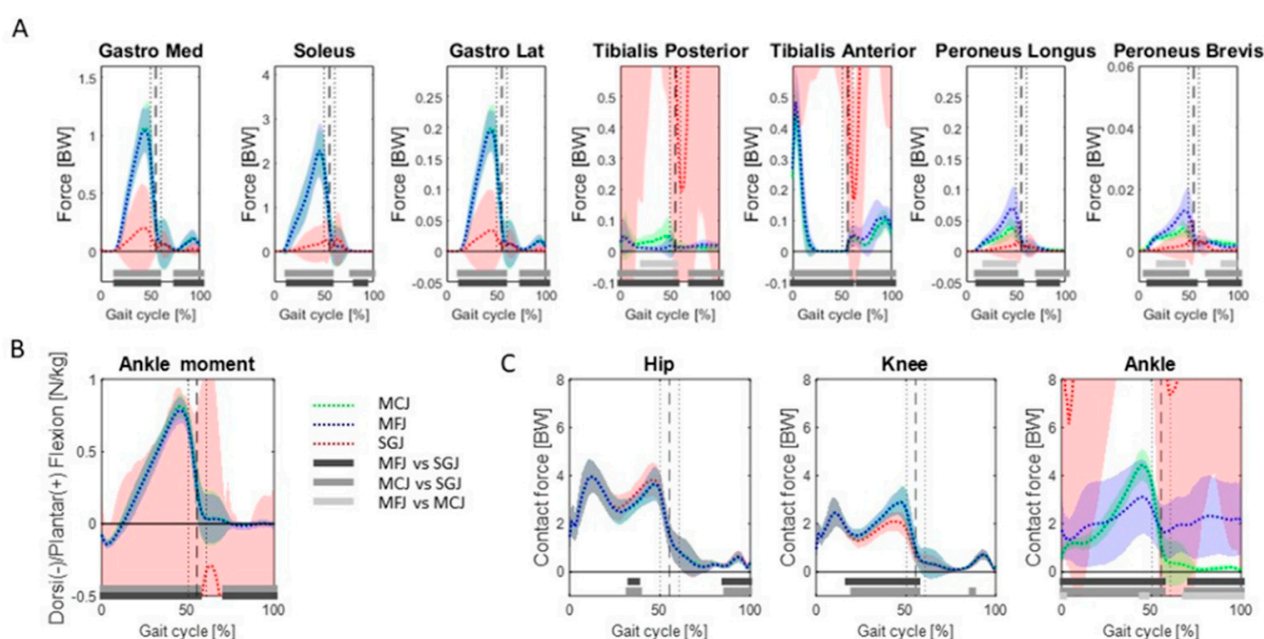 A
Gastro Med
Soleus
Gastro Lat
Tibialis Posterior
Tibialis Anterior
Peroneus Longus
Peroneus Brevis
Force [BW]
1.5
1
0.5
0
0 50 100
Gait cycle [%]
Force [BW]
4
3
2
1
0
0 50 100
Gait cycle [%]
Force [BW]
0.25
0.2
0.15
0.1
0.05
0
-0.05
0 50 100
Gait cycle [%]
Force [BW]
0.5
0.4
0.3
0.2
0.1
0
-0.1
0 50 100
Gait cycle [%]
Force [BW]
0.5
0.4
0.3
0.2
0.1
0
-0.1
0 50 100
Gait cycle [%]
Force [BW]
0.25
0.2
0.15
0.1
0.05
0
-0.05
0 50 100
Gait cycle [%]
Force [BW]
0.06
0.04
0.02
0
0 50 100
Gait cycle [%]
B
Ankle moment
Dorsi(-)/Plantar(+) Flexion [N/kg]
1
0.5
0
-0.5
0 50 100
Gait cycle [%]
MCJ
MFJ
SGJ
MFJ vs SGJ
MCJ vs SGJ
MFJ vs MCJ
C
Hip
Contact force [BW]
8
6
4
2
0
0 50 100
Gait cycle [%]
Knee
Contact force [BW]
8
6
4
2
0
0 50 100
Gait cycle [%]
Ankle
Contact force [BW]
8
6
4
2
0
0 50 100
Gait cycle [%]